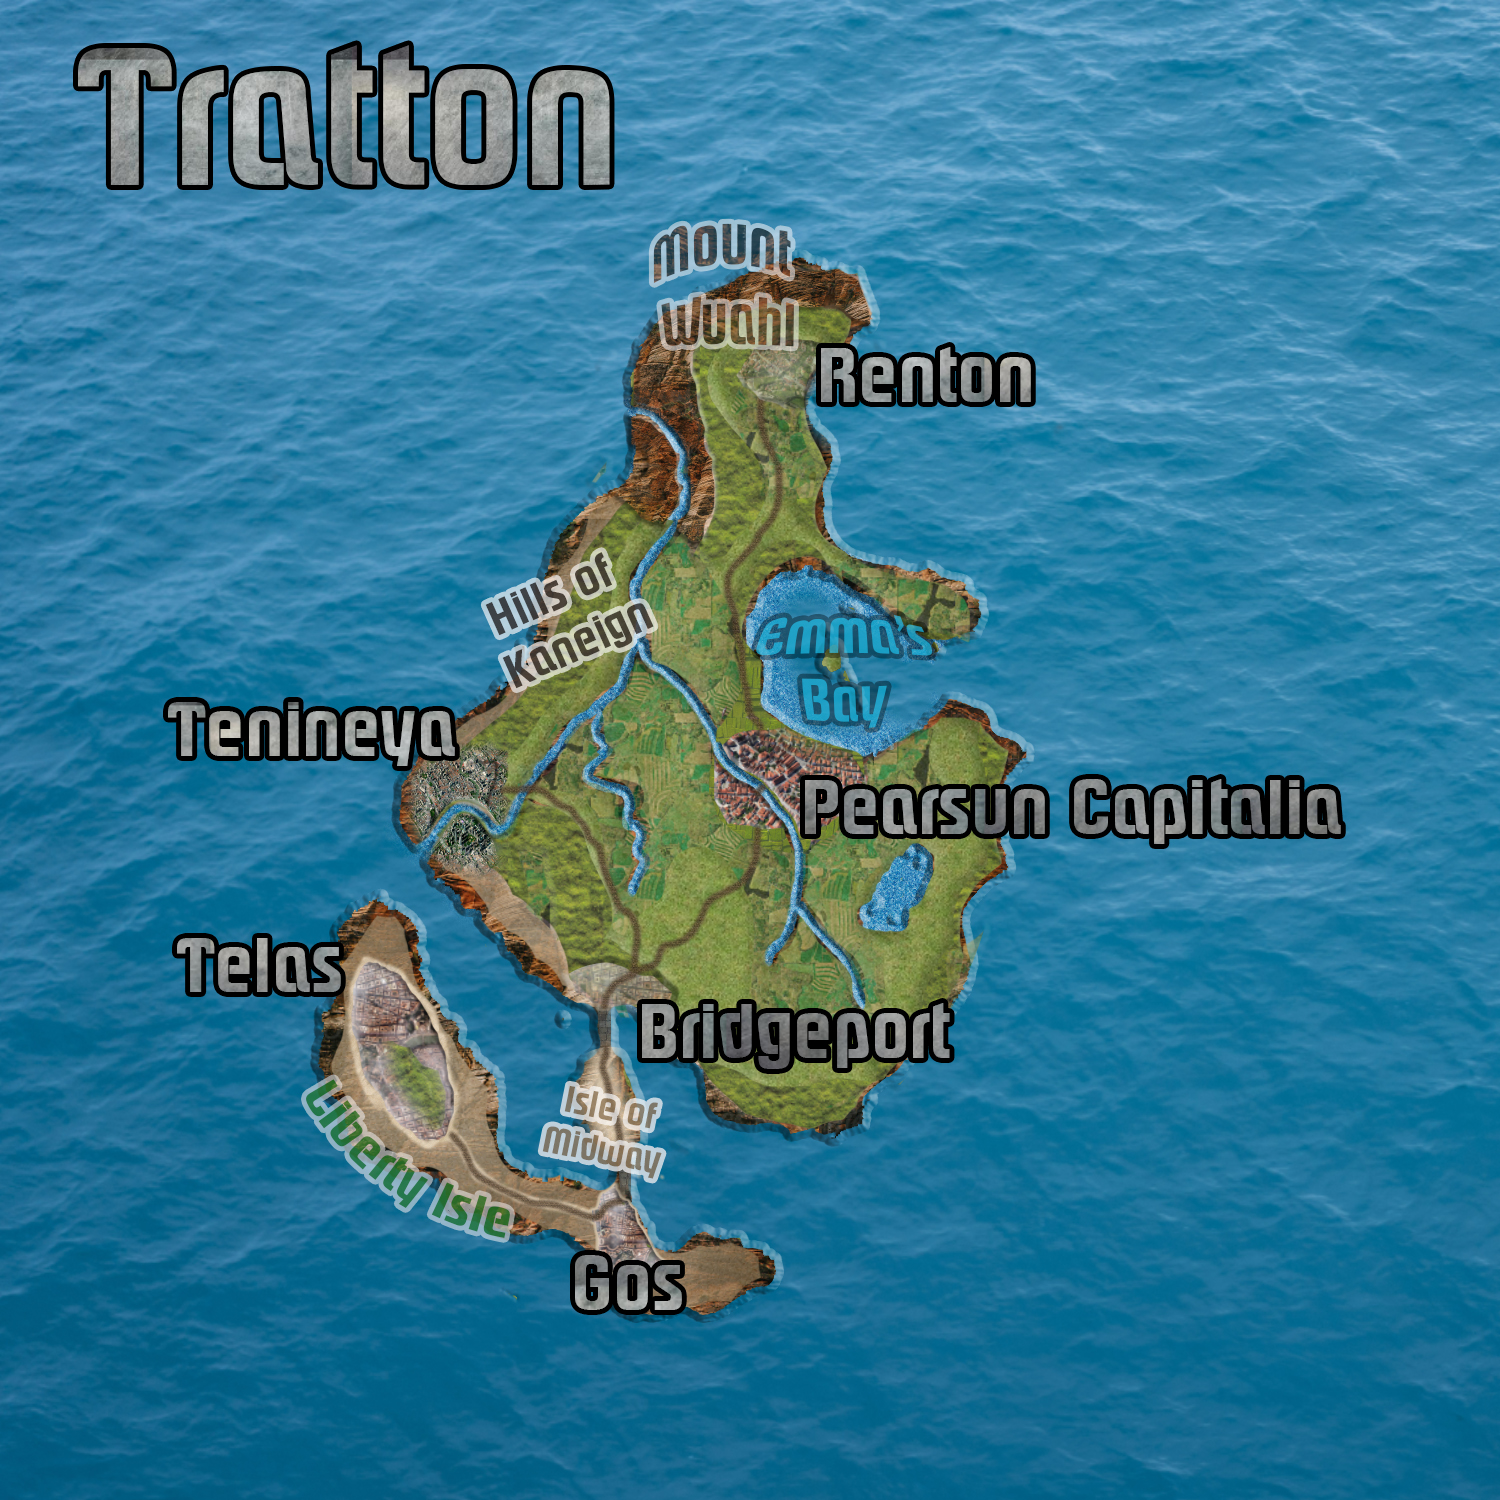 Tratton
Mount
Wuahl
Renton
Hills of
Kaneign
Emma's
Bay
Tenineya
Pearsun Capitalia
Telas
Bridgeport
Isle of
Midway
Liberty Isle
Gos